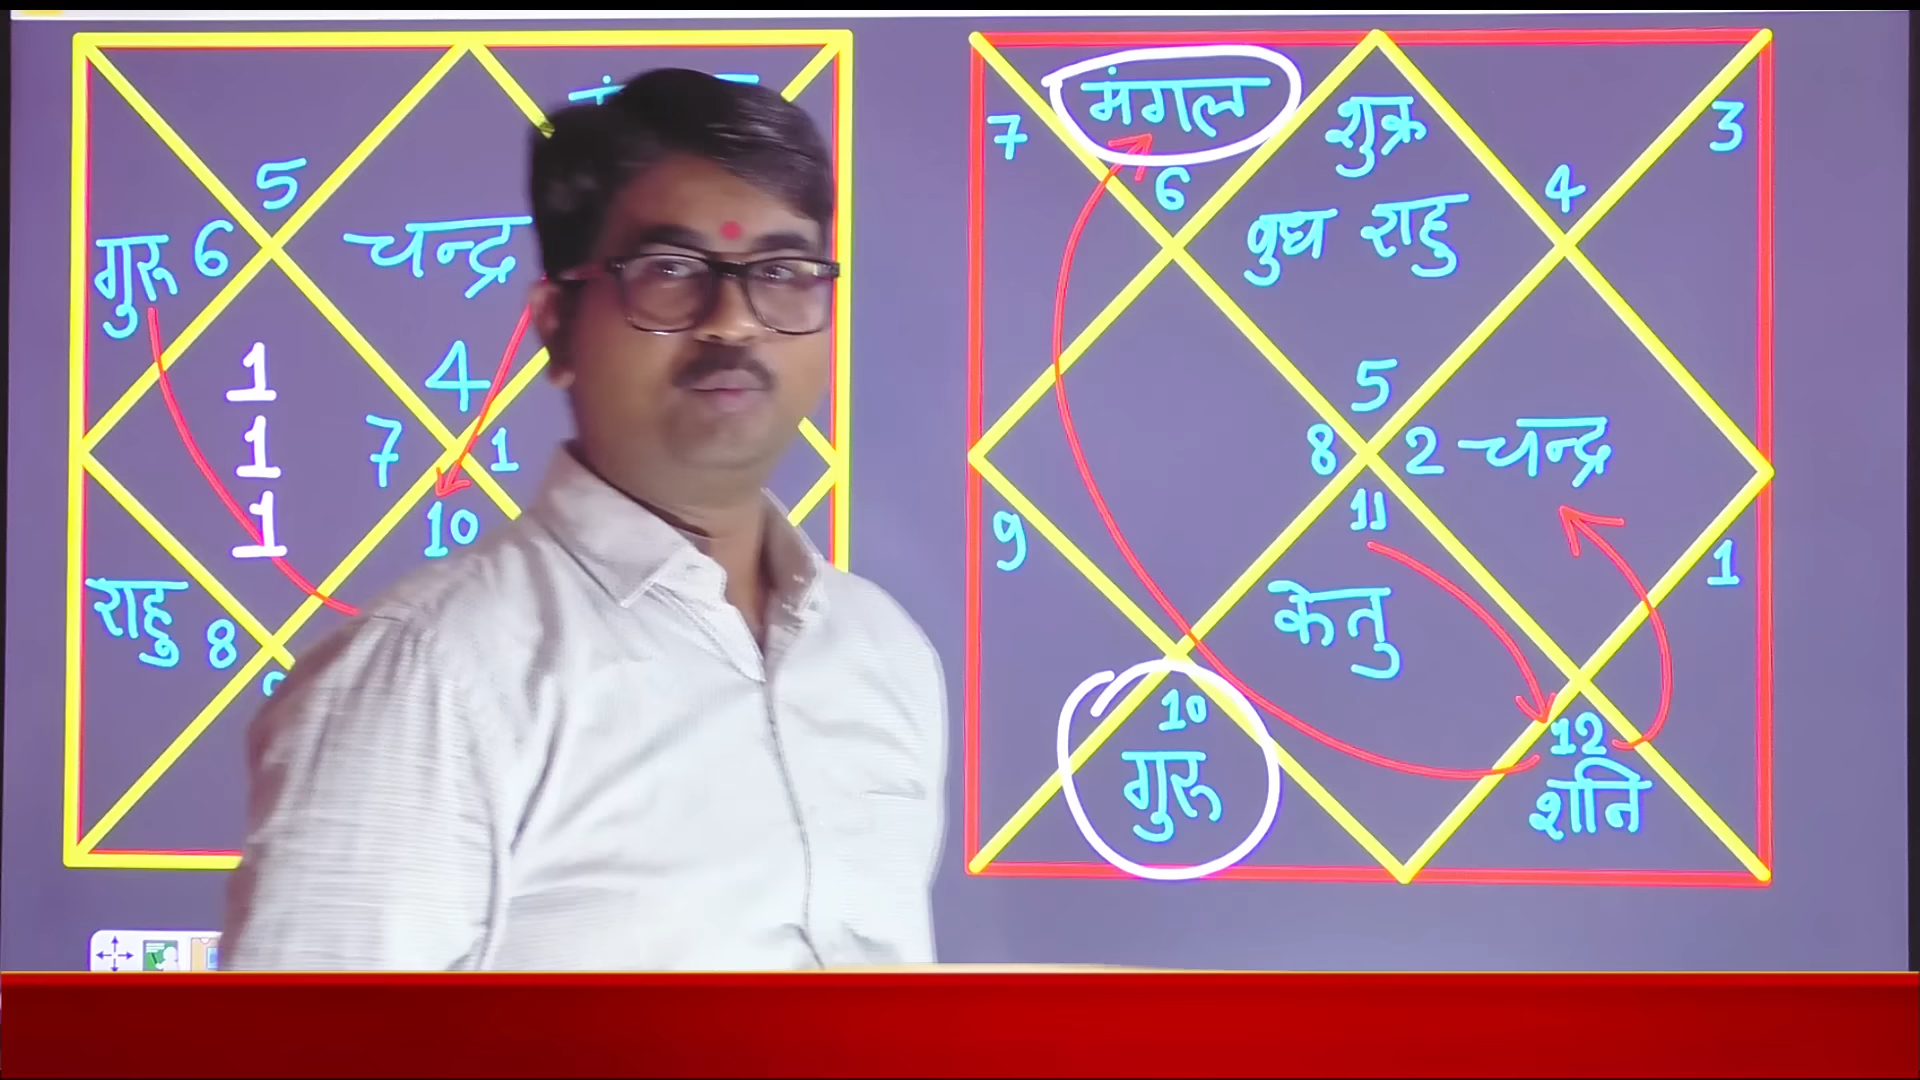 5
गुरु 6
चन्द्र
1
1
1
4
7
1
10
राहु 8
मंगल
7
6
शुक्र
बुध राहु
4
3
5
8
2 चन्द्र
11
केतु
9
1
10
गुरु
12
शनि